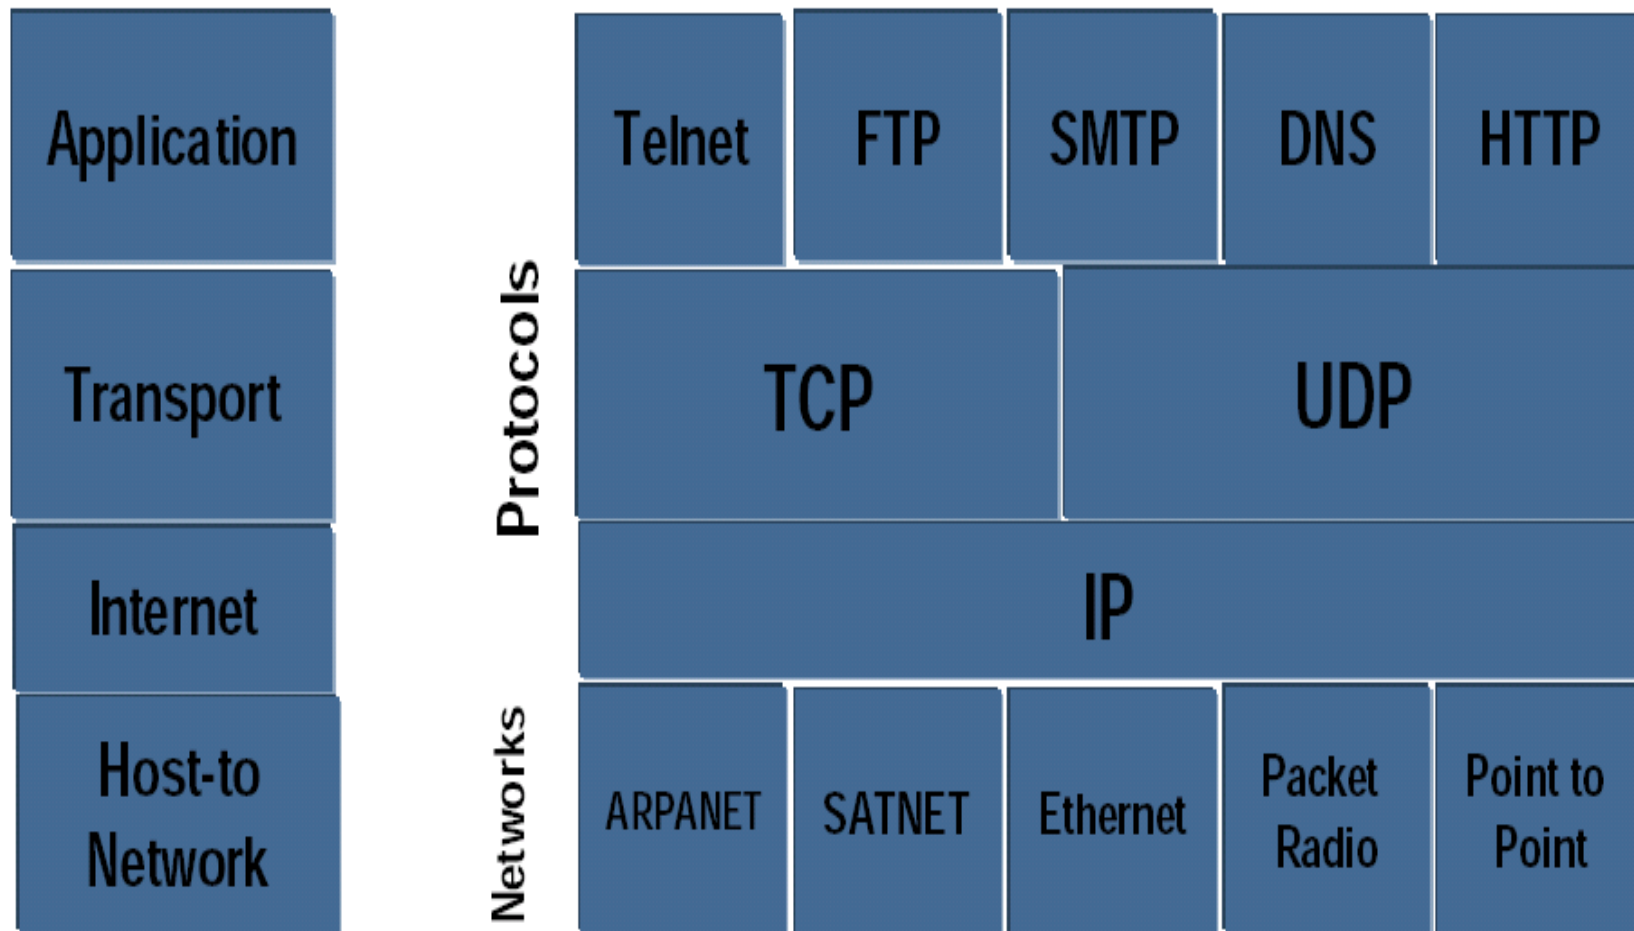 Application
Telnet
FTP
SMTP
DNS
HTTP
Protocols
Transport
TCP
UDP
Internet
IP
Host-to
Network
Networks
ARPANET
SATNET
Ethernet
Packet
Radio
Point to
Point